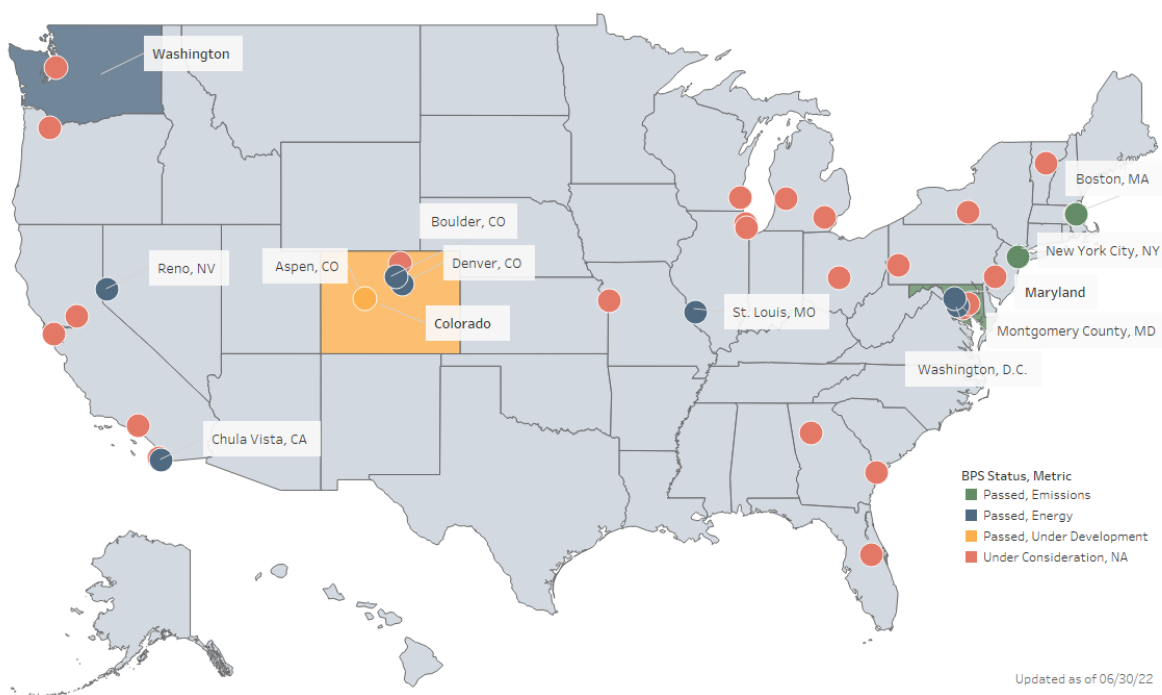 Washington
Boston, MA
Boulder, CO
New York City, NY
Reno, NV
Aspen, CO
Denver, CO
Maryland
Colorado
St. Louis, MO
Montgomery County, MD
Washington, D.C.
Chula Vista, CA
BPS Status, Metric
Passed, Emissions
Passed, Energy
Passed, Under Development
Under Consideration, NA
Updated as of 06/30/22